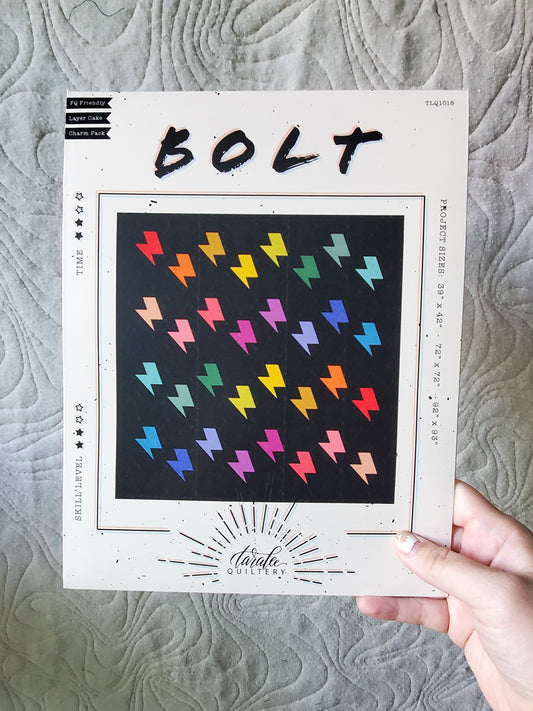 FQ Friendly
Layer Cake
Charm Pack
TLQ1018
BOLT
TIME
SKILL LEVEL
PROJECT SIZES: 39" X 42" - 72" X 72" - 92" X 93"
taralee
QUILTERY